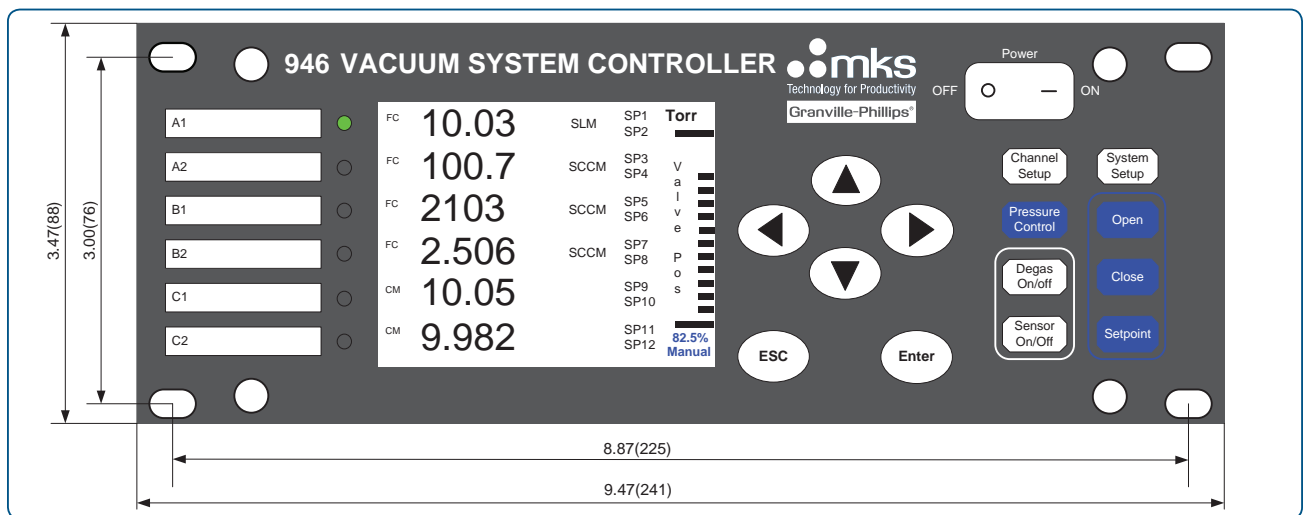 946 VACUUM SYSTEM CONTROLLER
mks
Technology for Productivity
Granville-Phillips®
Power
OFF
ON
A1
A2
B1
B2
C1
C2
FC 10.03 SLM SP1 SP2
FC 100.7 SCCM SP3 SP4
FC 2103 SCCM SP5 SP6
FC 2.506 SCCM SP7 SP8
CM 10.05 SP9 SP10
CM 9.982 SP11 SP12
Torr
Valve Pos
82.5%
Manual
ESC
Enter
Channel
Setup
System
Setup
Pressure
Control
Open
Degas
On/off
Close
Sensor
On/Off
Setpoint
3.47(88)
3.00(76)
8.87(225)
9.47(241)